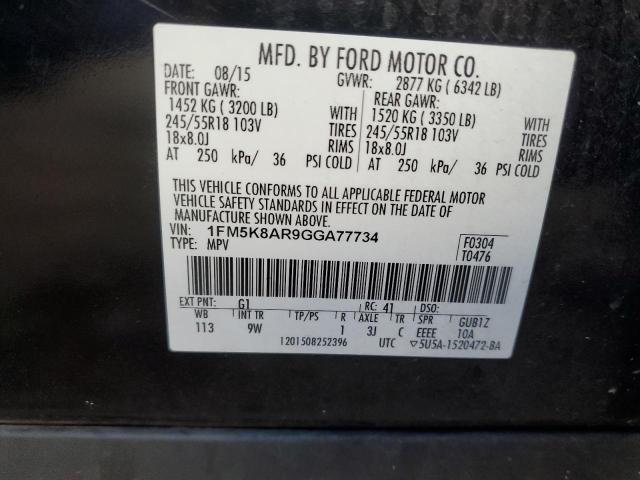 MFD. BY FORD MOTOR CO.
DATE: 08/15 GVWR: 2877 KG ( 6342 LB)
FRONT GAWR: REAR GAWR:
1452 KG ( 3200 LB) WITH 1520 KG ( 3350 LB) WITH
245/55R18 103V TIRES 245/55R18 103V TIRES
18x8.0J RIMS 18x8.0J RIMS
AT 250 kPa/ 36 PSI COLD AT 250 kPa/ 36 PSI COLD
THIS VEHICLE CONFORMS TO ALL APPLICABLE FEDERAL MOTOR
VEHICLE SAFETY STANDARDS IN EFFECT ON THE DATE OF
MANUFACTURE SHOWN ABOVE.
VIN: 1FM5K8AR9GGA77734 F0304
TYPE: MPV T0476
EXT PNT: G1 RC: 41 DSO:
WB INT TR TP/PS R AXLE TR SPR GUB1Z
113 9W 1 3J C EEEE 10A
1201508252396 UTC ▽5U5A-1520472-BA